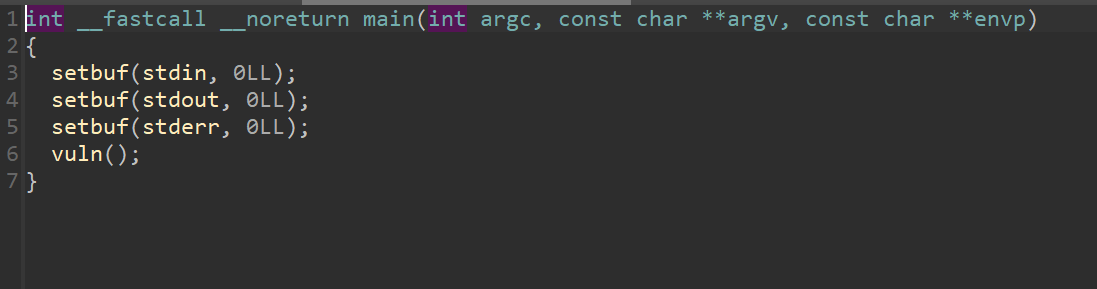 1 int __fastcall __noreturn main(int argc, const char **argv, const char **envp)
2 {
3   setbuf(stdin, 0LL);
4   setbuf(stdout, 0LL);
5   setbuf(stderr, 0LL);
6   vuln();
7 }